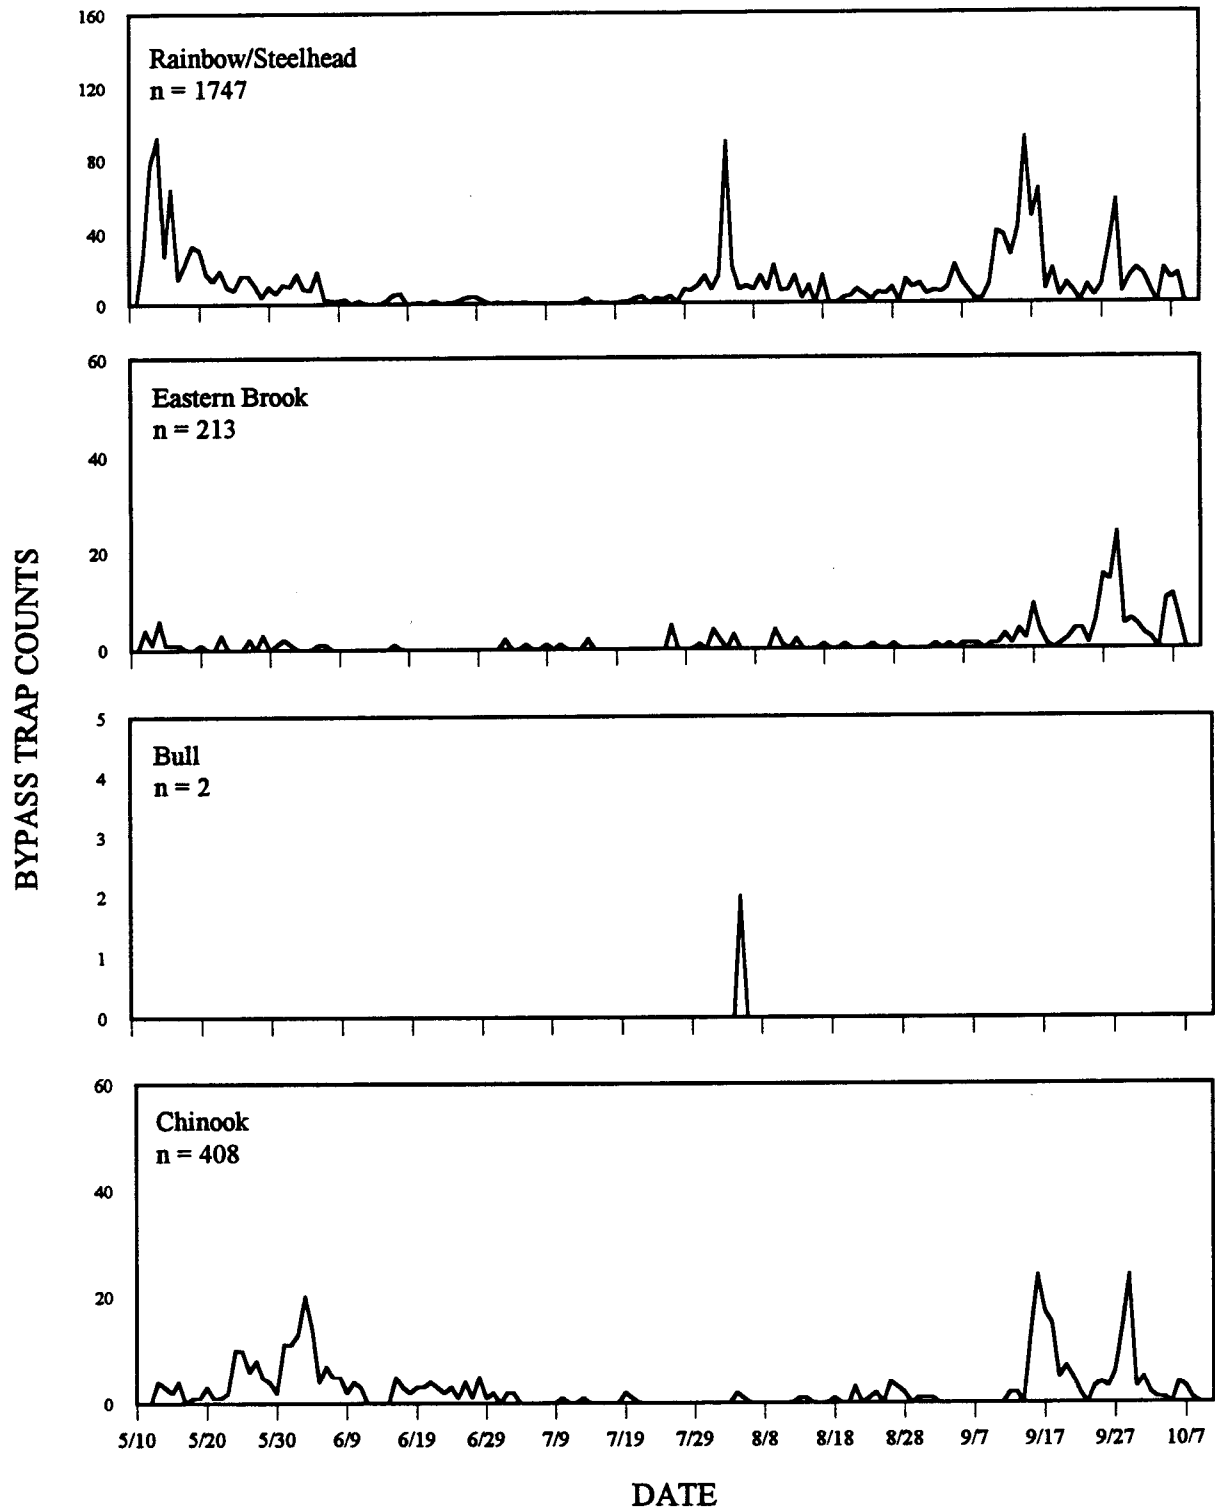 160
Rainbow/Steelhead
n = 1747
120
80
40
0
60
Eastern Brook
n = 213
40
20
0
BYPASS TRAP COUNTS
5
Bull
n = 2
4
3
2
1
0
60
Chinook
n = 408
40
20
0
5/10 5/20 5/30 6/9 6/19 6/29 7/9 7/19 7/29 8/8 8/18 8/28 9/7 9/17 9/27 10/7
DATE